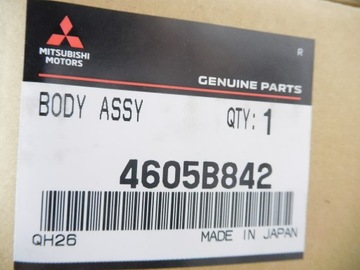 MITSUBISHI
MOTORS
R
GENUINE PARTS
BODY ASSY QTY: 1
4605B842
QH26 MADE IN JAPAN